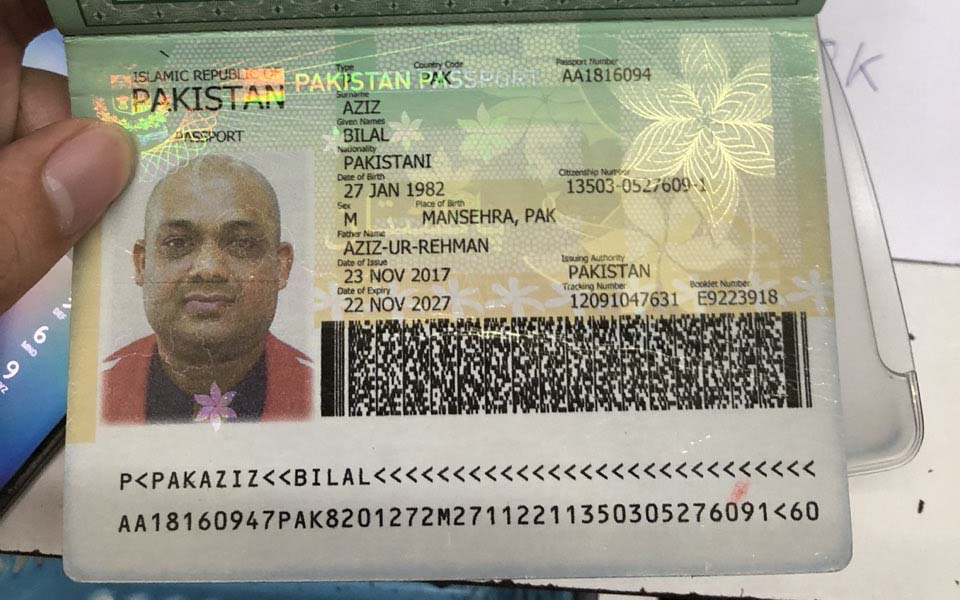 ISLAMIC REPUBLIC OF
PAKISTAN
PASSPORT
PAKISTAN PASSPORT
Type Country Code Passport Number
P PAK AA1816094
Surname
AZIZ
Given Names
BILAL
Nationality
PAKISTANI
Date of Birth Citizenship Number
27 JAN 1982 13503-0527609-1
Sex Place of Birth
M MANSEHRA, PAK
Father Name
AZIZ-UR-REHMAN
Date of Issue Issuing Authority
23 NOV 2017 PAKISTAN
Date of Expiry Tracking Number Booklet Number
22 NOV 2027 12091047631 E9223918
P<PAKAZIZ<<BILAL<<<<<<<<<<<<<<<<<<<<<<<<<<<<
AA18160947PAK8201272M27112211350305276091<60